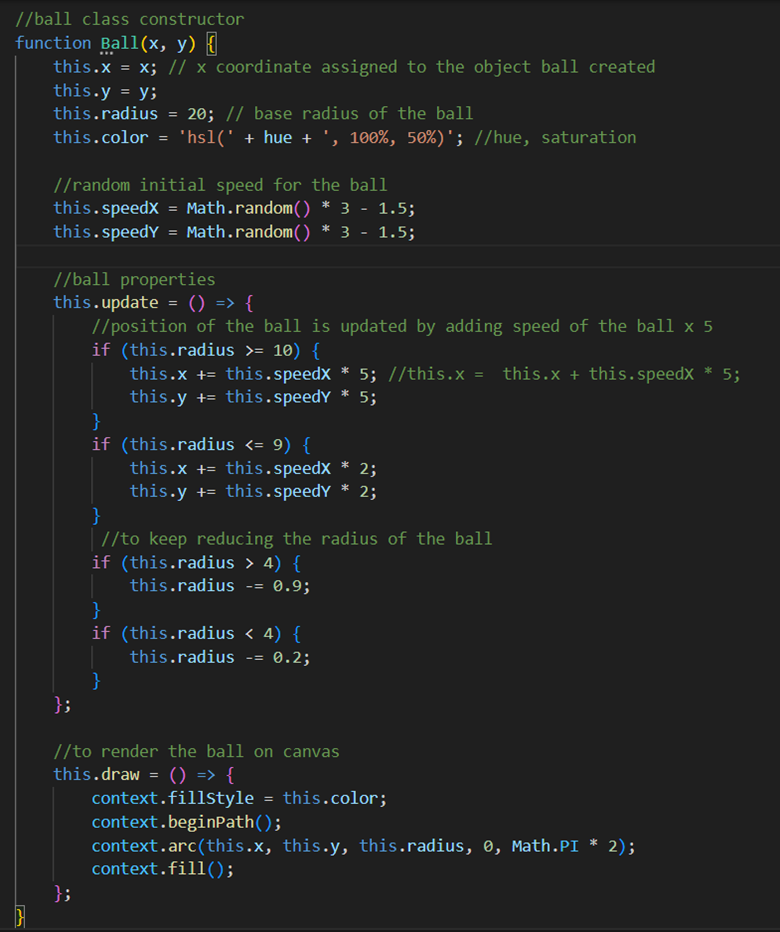 //ball class constructor
function Ball(x, y) {
    this.x = x; // x coordinate assigned to the object ball created
    this.y = y;
    this.radius = 20; // base radius of the ball
    this.color = 'hsl(' + hue + ', 100%, 50%)'; //hue, saturation

    //random initial speed for the ball
    this.speedX = Math.random() * 3 - 1.5;
    this.speedY = Math.random() * 3 - 1.5;

    //ball properties
    this.update = () => {
        //position of the ball is updated by adding speed of the ball x 5
        if (this.radius >= 10) {
            this.x += this.speedX * 5; //this.x =  this.x + this.speedX * 5;
            this.y += this.speedY * 5;
        }
        if (this.radius <= 9) {
            this.x += this.speedX * 2;
            this.y += this.speedY * 2;
        }
         //to keep reducing the radius of the ball
        if (this.radius > 4) {
            this.radius -= 0.9;
        }
        if (this.radius < 4) {
            this.radius -= 0.2;
        }
    };

    //to render the ball on canvas
    this.draw = () => {
        context.fillStyle = this.color;
        context.beginPath();
        context.arc(this.x, this.y, this.radius, 0, Math.PI * 2);
        context.fill();
    };
}